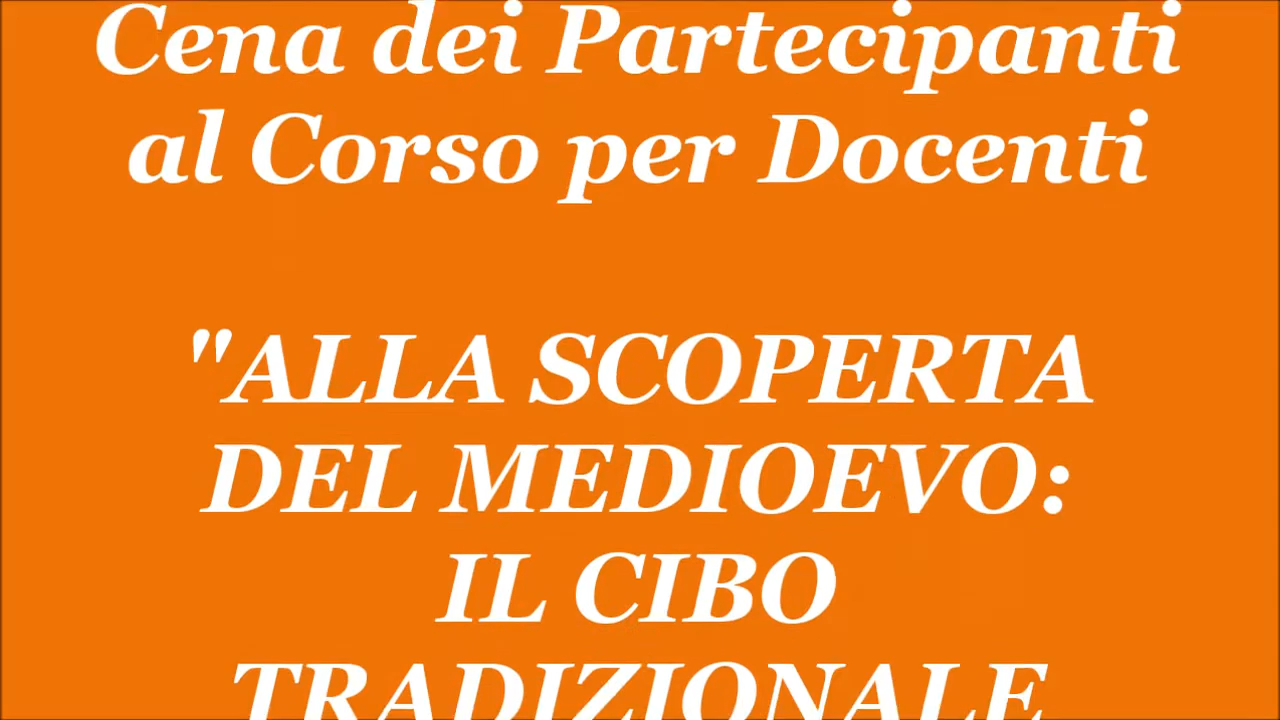 Cena dei Partecipanti
al Corso per Docenti
"ALLA SCOPERTA
DEL MEDIOEVO:
IL CIBO
TRADIZIONALE